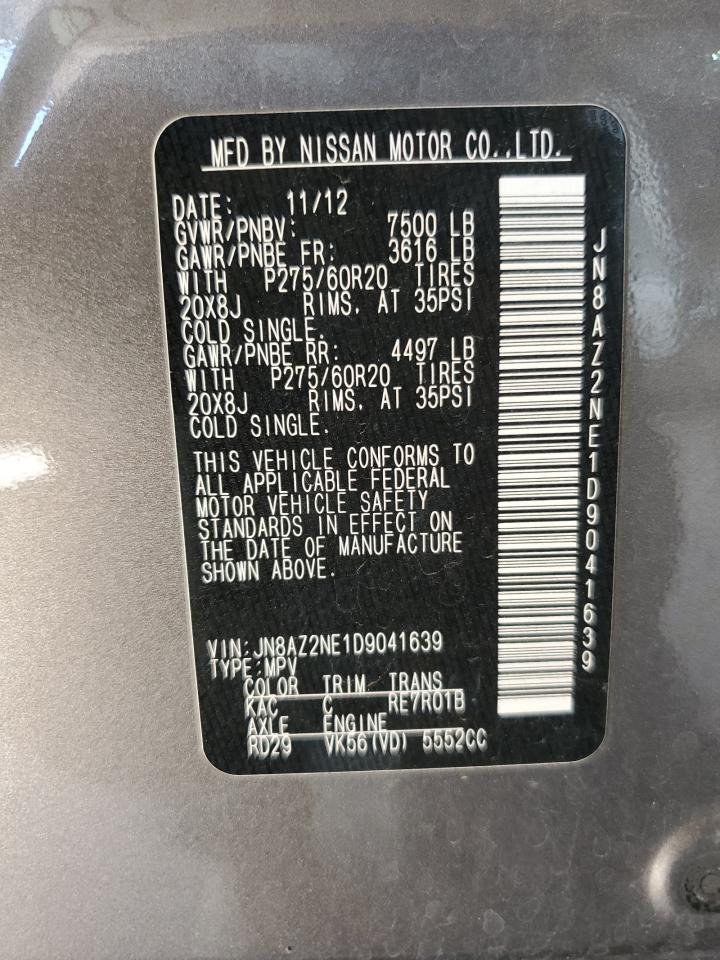 MFD BY NISSAN MOTOR CO.,LTD.
DATE: 11/12
GVWR/PNBV: 7500 LB
GAWR/PNBE FR: 3616 LB
WITH P275/60R20 TIRES
20X8J RIMS, AT 35PSI
COLD SINGLE.
GAWR/PNBE RR: 4497 LB
WITH P275/60R20 TIRES
20X8J RIMS, AT 35PSI
COLD SINGLE.
THIS VEHICLE CONFORMS TO
ALL APPLICABLE FEDERAL
MOTOR VEHICLE SAFETY
STANDARDS IN EFFECT ON
THE DATE OF MANUFACTURE
SHOWN ABOVE.
VIN: JN8AZ2NE1D9041639
TYPE: MPV
COLOR TRIM TRANS
KAC C RE7R01B
AXLE ENGINE
RD29 VK56(VD) 5552CC
JN8AZ2NE1D9041639